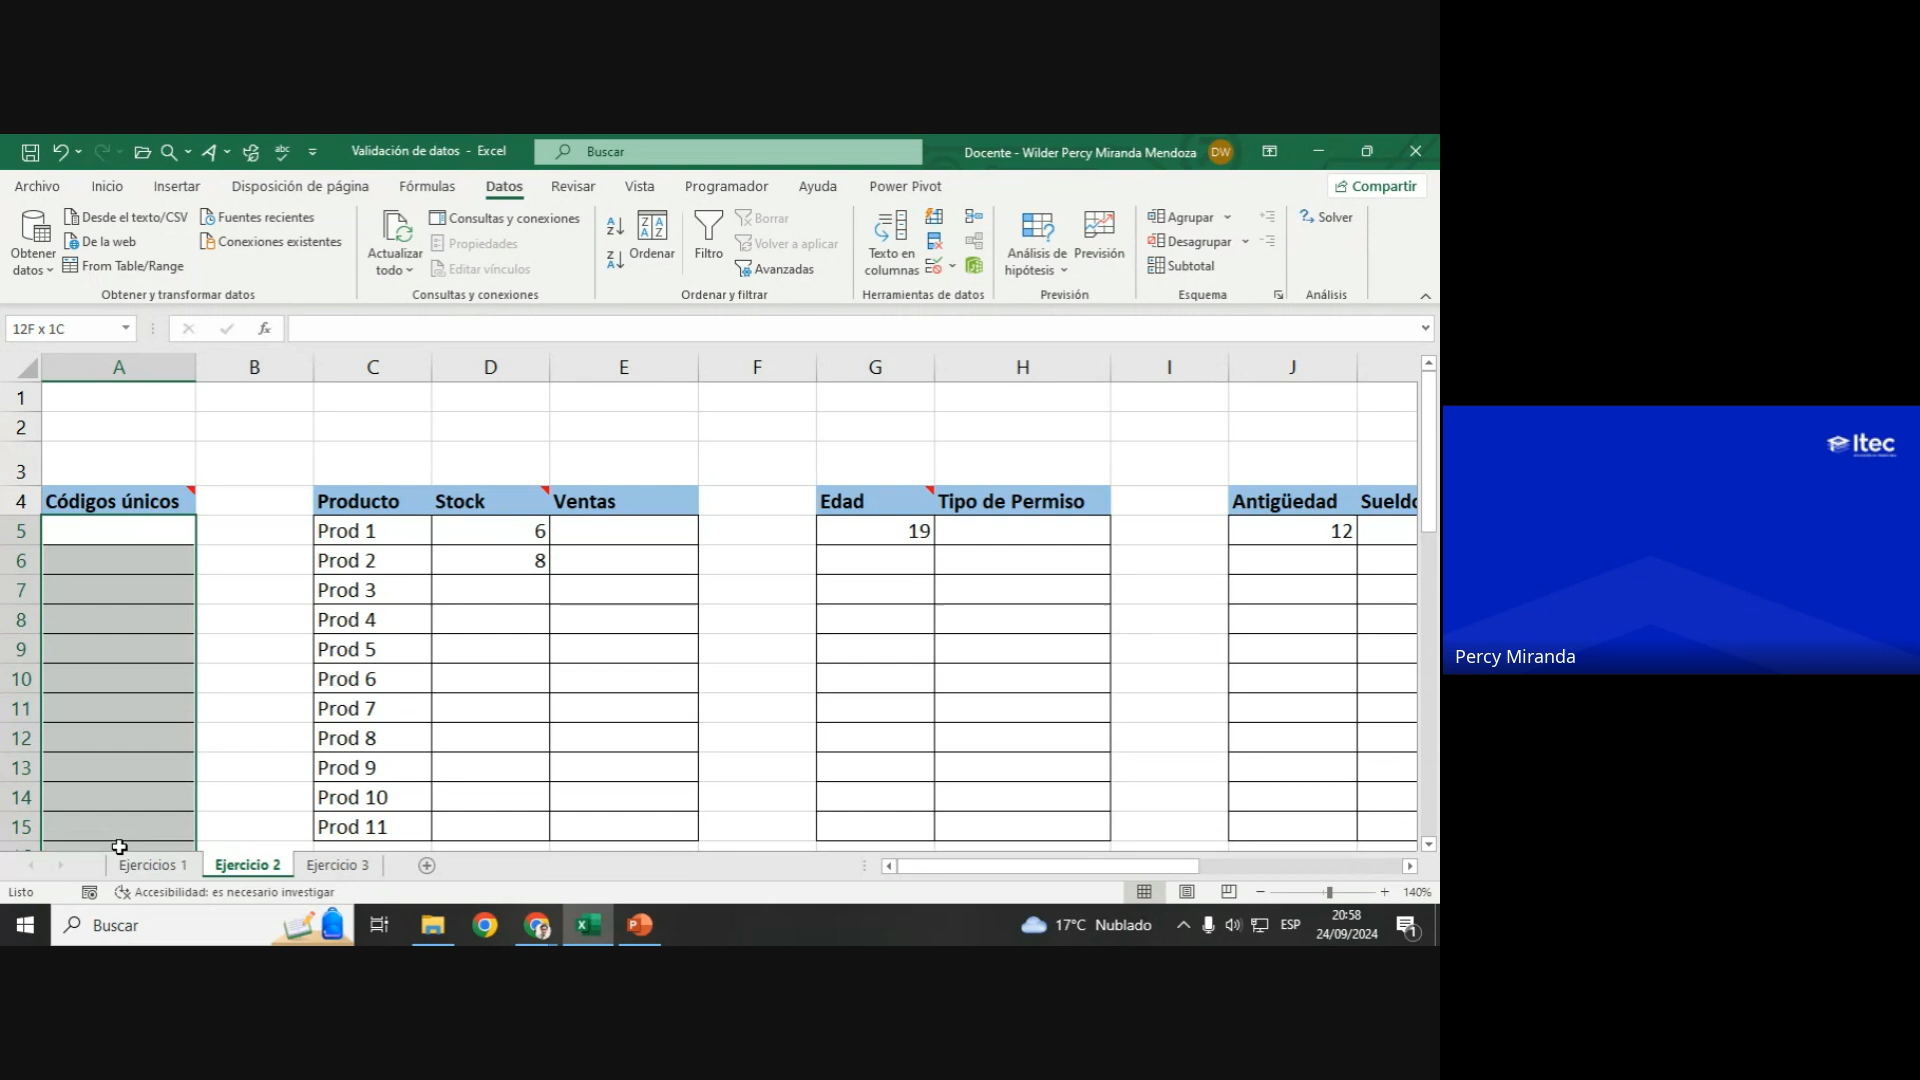 Validación de datos - Excel
Buscar
Docente - Wilder Percy Miranda Mendoza DW
Archivo Inicio Insertar Disposición de página Fórmulas Datos Revisar Vista Programador Ayuda Power Pivot Compartir
Obtener datos
Desde el texto/CSV
De la web
From Table/Range
Fuentes recientes
Conexiones existentes
Obtener y transformar datos
Actualizar todo
Consultas y conexiones
Propiedades
Editar vínculos
Consultas y conexiones
Ordenar
Filtro
Borrar
Volver a aplicar
Avanzadas
Ordenar y filtrar
Texto en columnas
Herramientas de datos
Análisis de hipótesis
Previsión
Previsión
Agrupar
Desagrupar
Subtotal
Esquema
Solver
Análisis
12F x 1C
fx
A B C D E F G H I J
1
2
3
4 Códigos únicos Producto Stock Ventas Edad Tipo de Permiso Antigüedad Sueldo
5 Prod 1 6 19 12
6 Prod 2 8
7 Prod 3
8 Prod 4
9 Prod 5
10 Prod 6
11 Prod 7
12 Prod 8
13 Prod 9
14 Prod 10
15 Prod 11
Ejercicios 1 Ejercicio 2 Ejercicio 3
Listo Accesibilidad: es necesario investigar 140%
Buscar 17°C Nublado ESP 20:58
24/09/2024
1
Itec
Percy Miranda